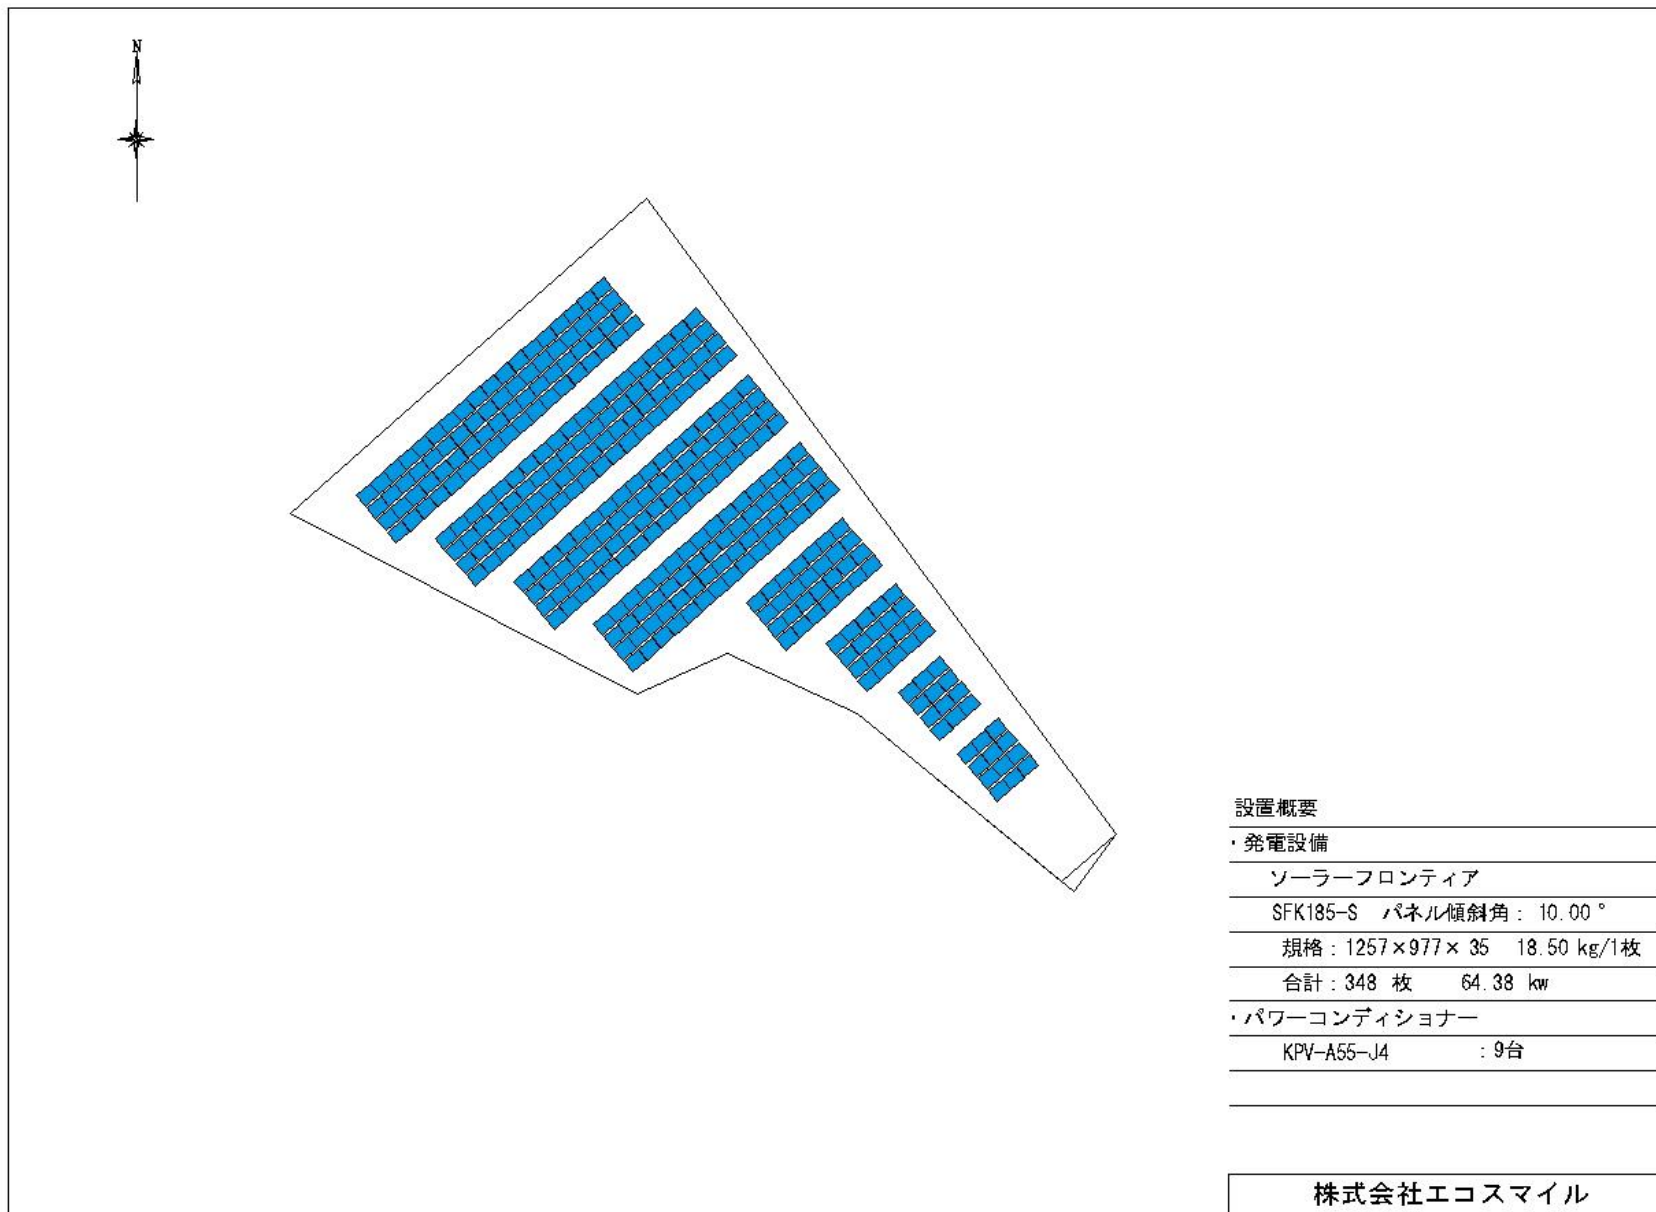 N
設置概要
・発電設備
ソーラーフロンティア
SFK185-S パネル傾斜角: 10.00°
規格:1257×977×35 18.50 kg/1枚
合計:348 枚 64.38 kw
・パワーコンディショナー
KPV-A55-J4 :9台
株式会社エコスマイル